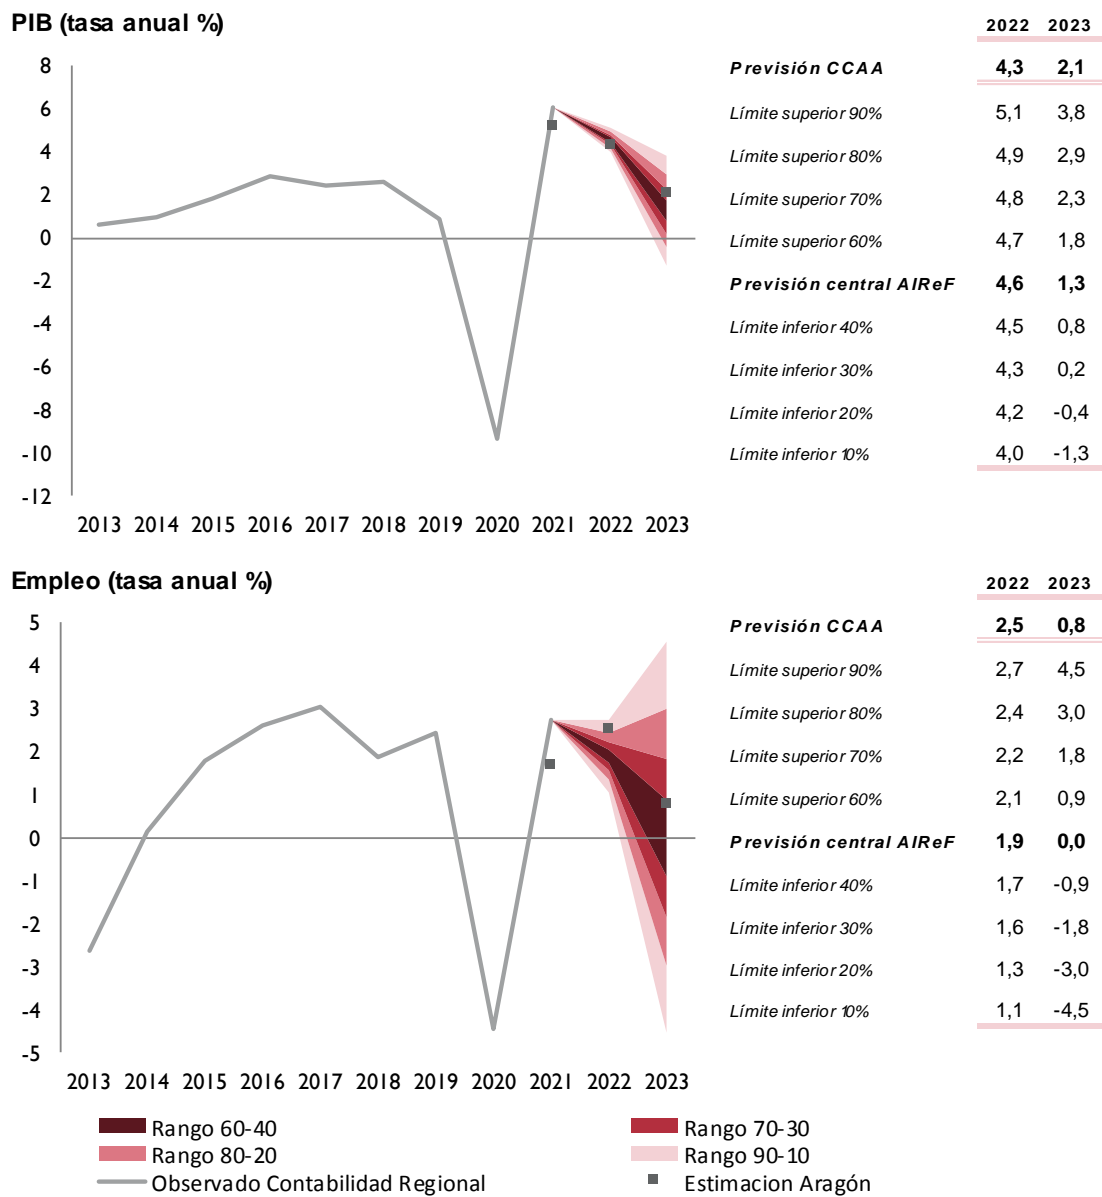 PIB (tasa anual %)
2022 2023
Previsión CCAA 4,3 2,1
Límite superior 90% 5,1 3,8
Límite superior 80% 4,9 2,9
Límite superior 70% 4,8 2,3
Límite superior 60% 4,7 1,8
Previsión central AIReF 4,6 1,3
Límite inferior 40% 4,5 0,8
Límite inferior 30% 4,3 0,2
Límite inferior 20% 4,2 -0,4
Límite inferior 10% 4,0 -1,3
8
6
4
2
0
-2
-4
-6
-8
-10
-12
2013 2014 2015 2016 2017 2018 2019 2020 2021 2022 2023
Empleo (tasa anual %)
2022 2023
Previsión CCAA 2,5 0,8
Límite superior 90% 2,7 4,5
Límite superior 80% 2,4 3,0
Límite superior 70% 2,2 1,8
Límite superior 60% 2,1 0,9
Previsión central AIReF 1,9 0,0
Límite inferior 40% 1,7 -0,9
Límite inferior 30% 1,6 -1,8
Límite inferior 20% 1,3 -3,0
Límite inferior 10% 1,1 -4,5
5
4
3
2
1
0
-1
-2
-3
-4
-5
2013 2014 2015 2016 2017 2018 2019 2020 2021 2022 2023
Rango 60-40 Rango 70-30
Rango 80-20 Rango 90-10
Observado Contabilidad Regional Estimacion Aragón